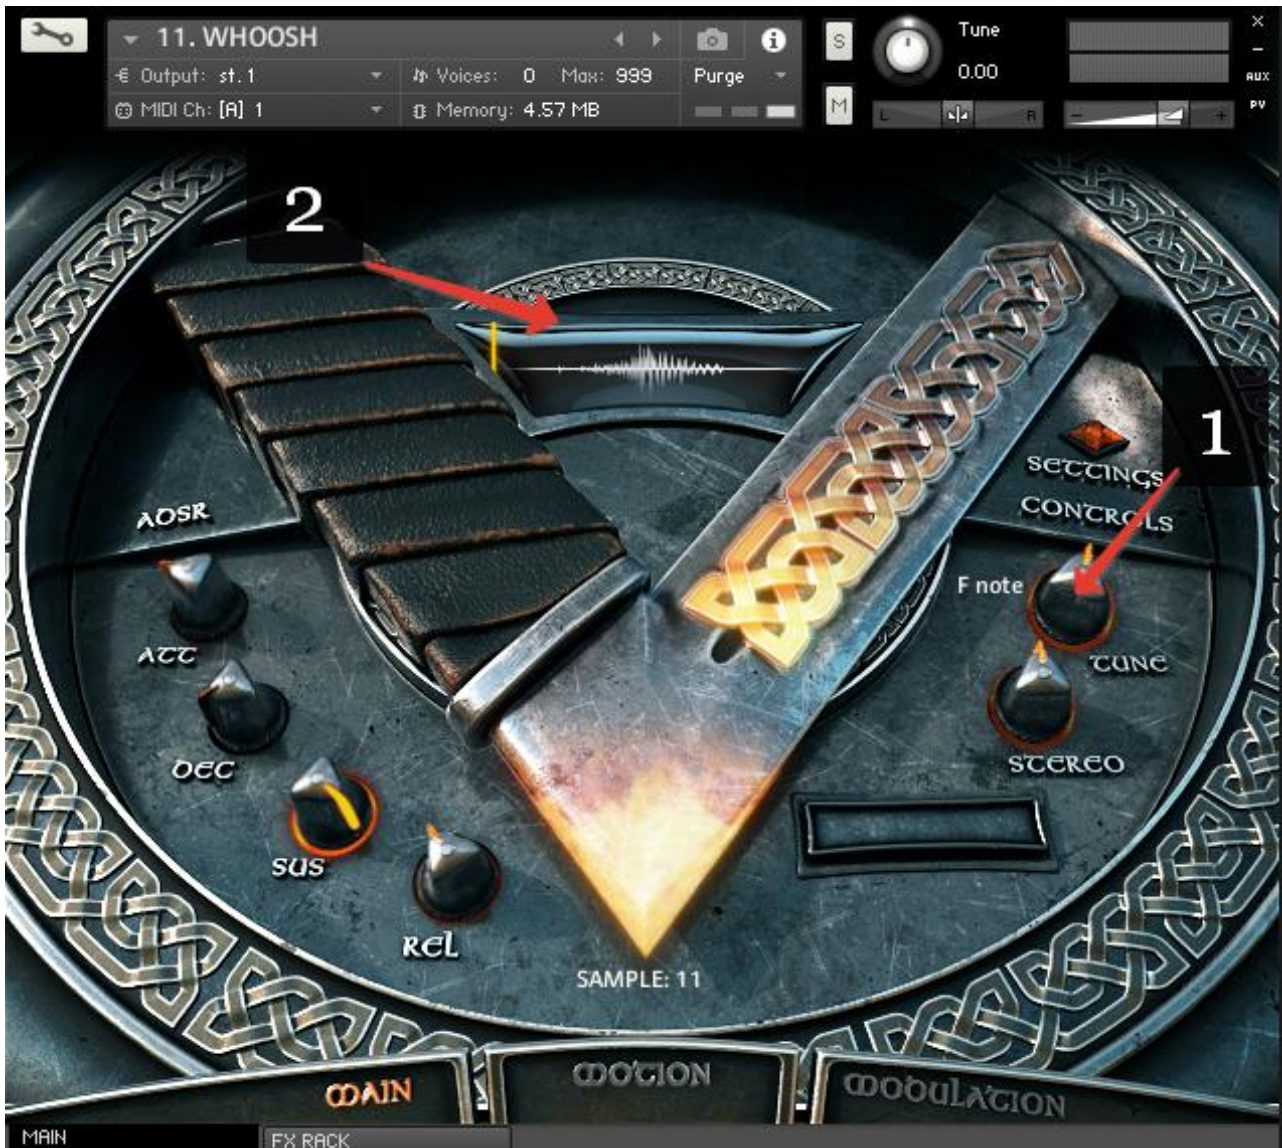 11. WHOOSH
S
Tune
0.00
X
–
AUX
PV
Output: st. 1
Voices: 0 Max: 999
Purge
MIDI Ch: [A] 1
Memory: 4.57 MB
M
L
R
-
+
2
1
SETTINGS
CONTROLS
ADSR
F note
TUNE
ATT
STEREO
DEC
SUS
REL
SAMPLE: 11
MAIN
MOTION
MODULATION
MAIN
FX RACK